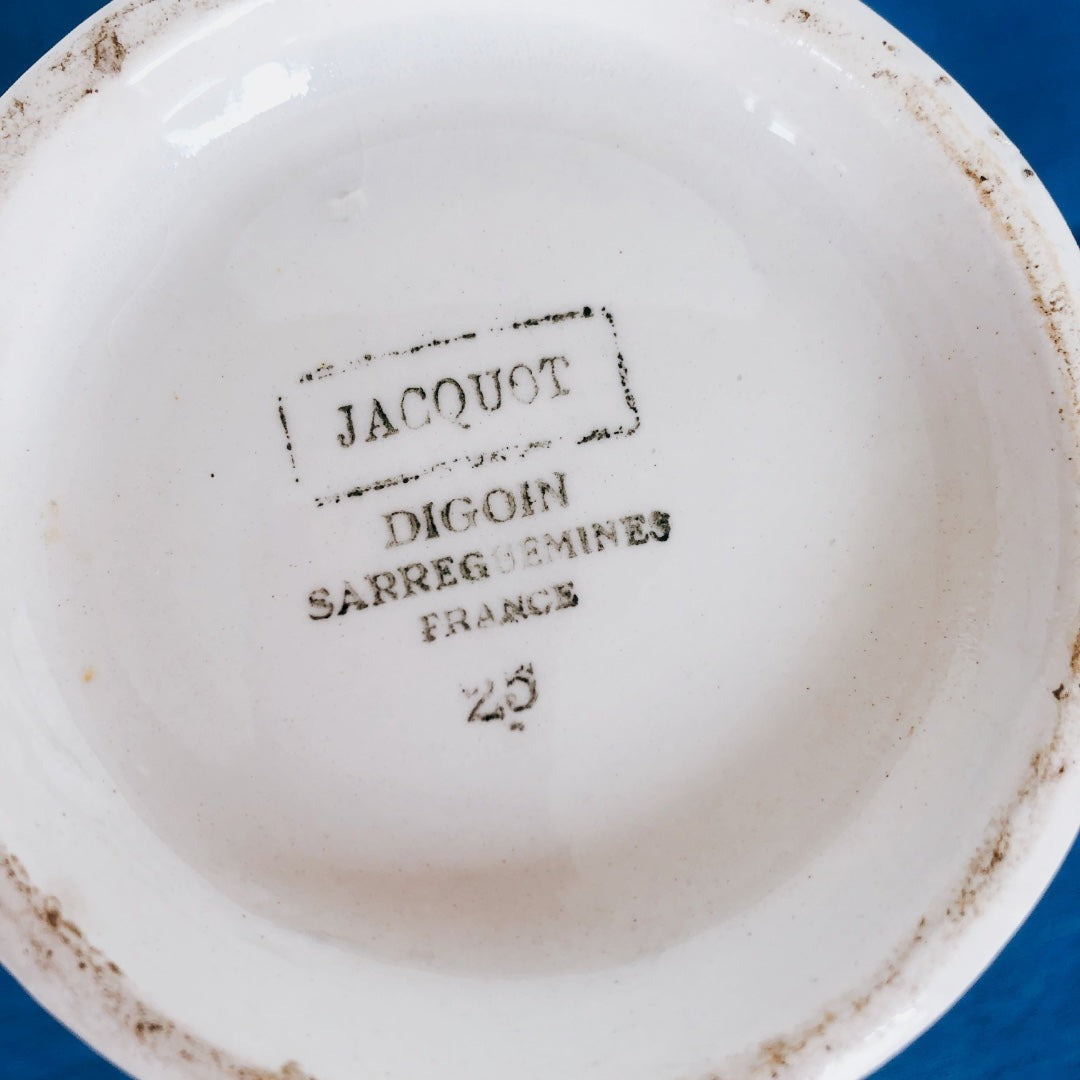 JACQUOT
DIGOIN
SARREGUEMINES
FRANCE
25